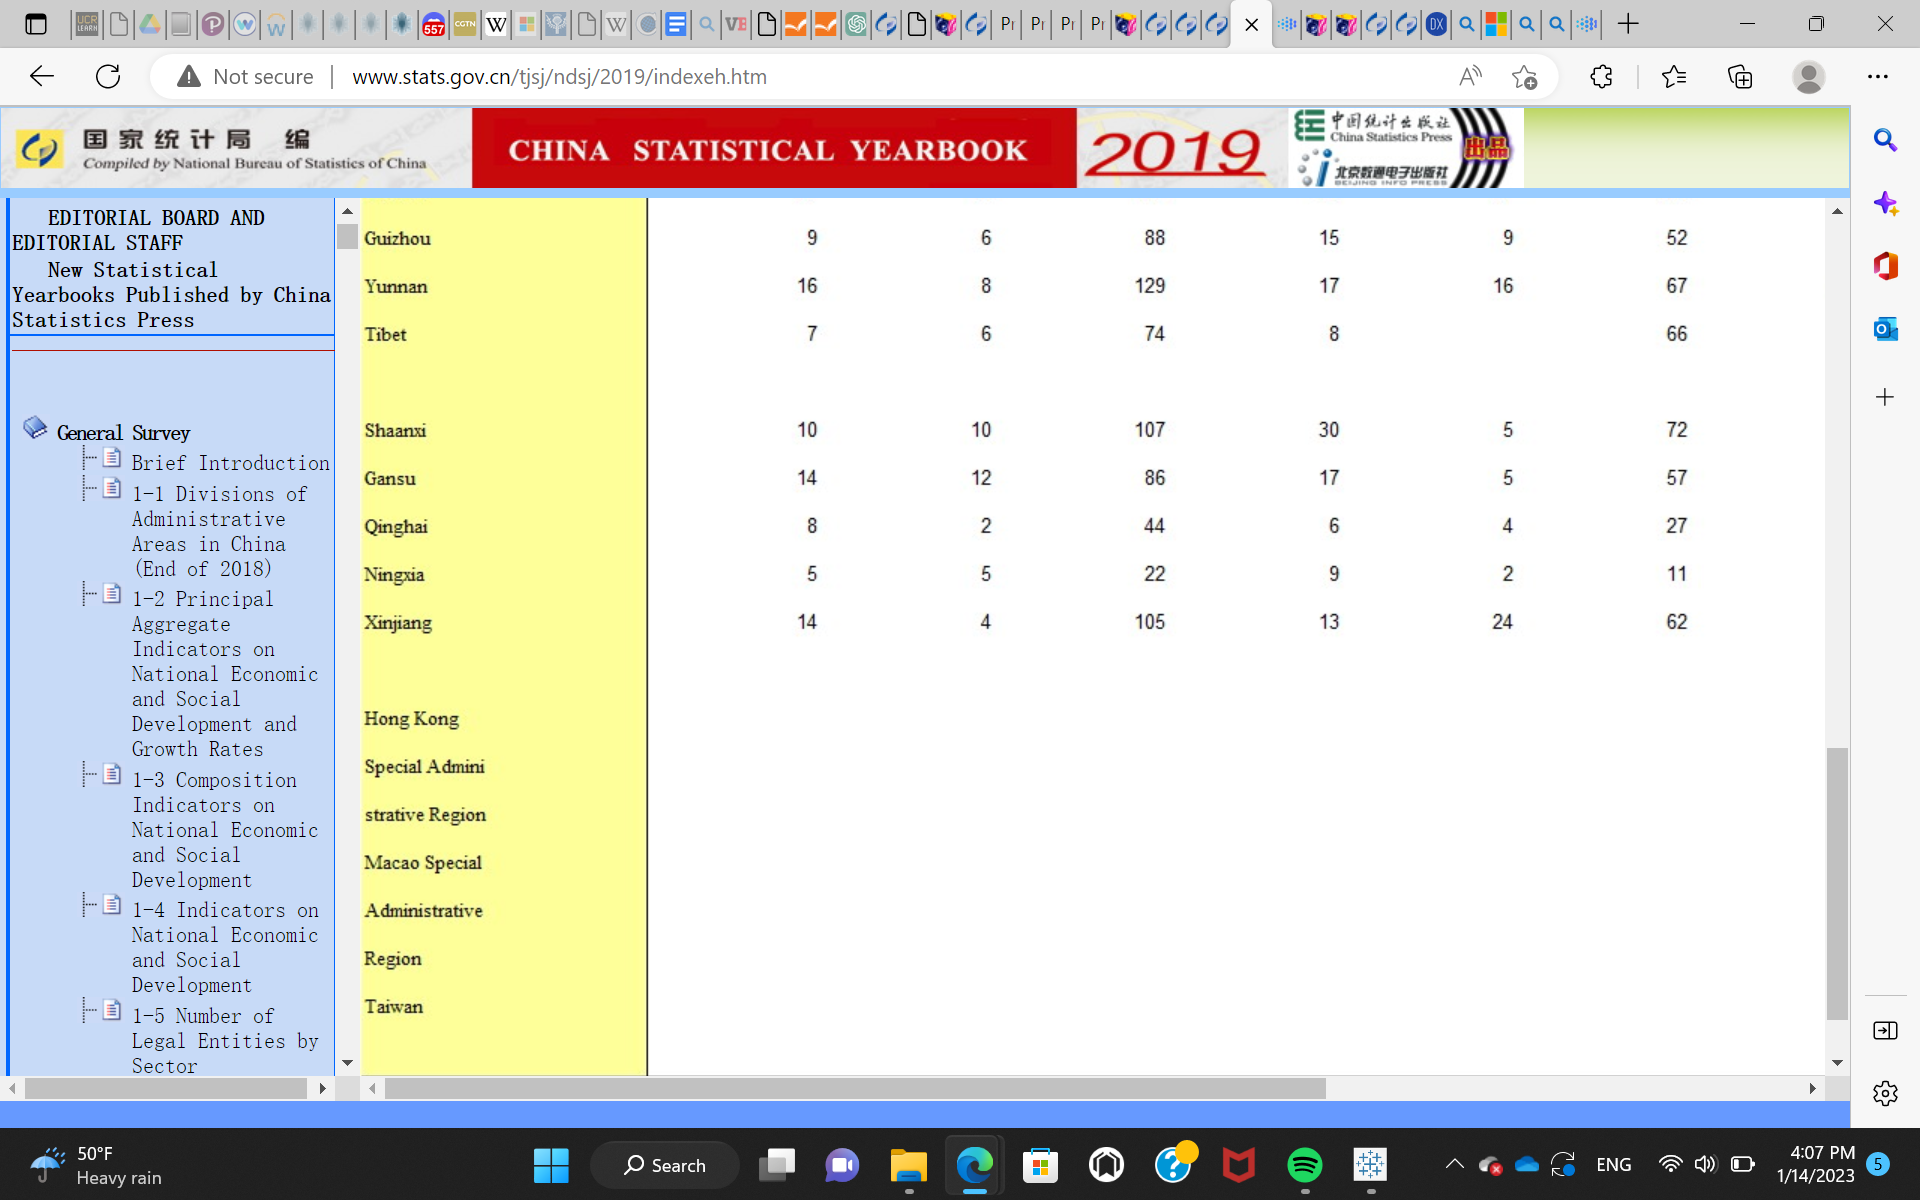 557
CGTN
UCR
LEARN
W
DX
Not secure
www.stats.gov.cn/tjsj/ndsj/2019/indexeh.htm
国家统计局 编
Compiled by National Bureau of Statistics of China
CHINA STATISTICAL YEARBOOK
2019
中国统计出版社
China Statistics Press
北京数通电子出版社
BEIJING INFO PRESS
出品
EDITORIAL BOARD AND
EDITORIAL STAFF
New Statistical
Yearbooks Published by China
Statistics Press
General Survey
Brief Introduction
1-1 Divisions of
Administrative
Areas in China
(End of 2018)
1-2 Principal
Aggregate
Indicators on
National Economic
and Social
Development and
Growth Rates
1-3 Composition
Indicators on
National Economic
and Social
Development
1-4 Indicators on
National Economic
and Social
Development
1-5 Number of
Legal Entities by
Sector
Guizhou 9 6 88 15 9 52
Yunnan 16 8 129 17 16 67
Tibet 7 6 74 8 66
Shaanxi 10 10 107 30 5 72
Gansu 14 12 86 17 5 57
Qinghai 8 2 44 6 4 27
Ningxia 5 5 22 9 2 11
Xinjiang 14 4 105 13 24 62
Hong Kong
Special Admini
strative Region
Macao Special
Administrative
Region
Taiwan
50°F
Heavy rain
Search
ENG
4:07 PM
1/14/2023
5